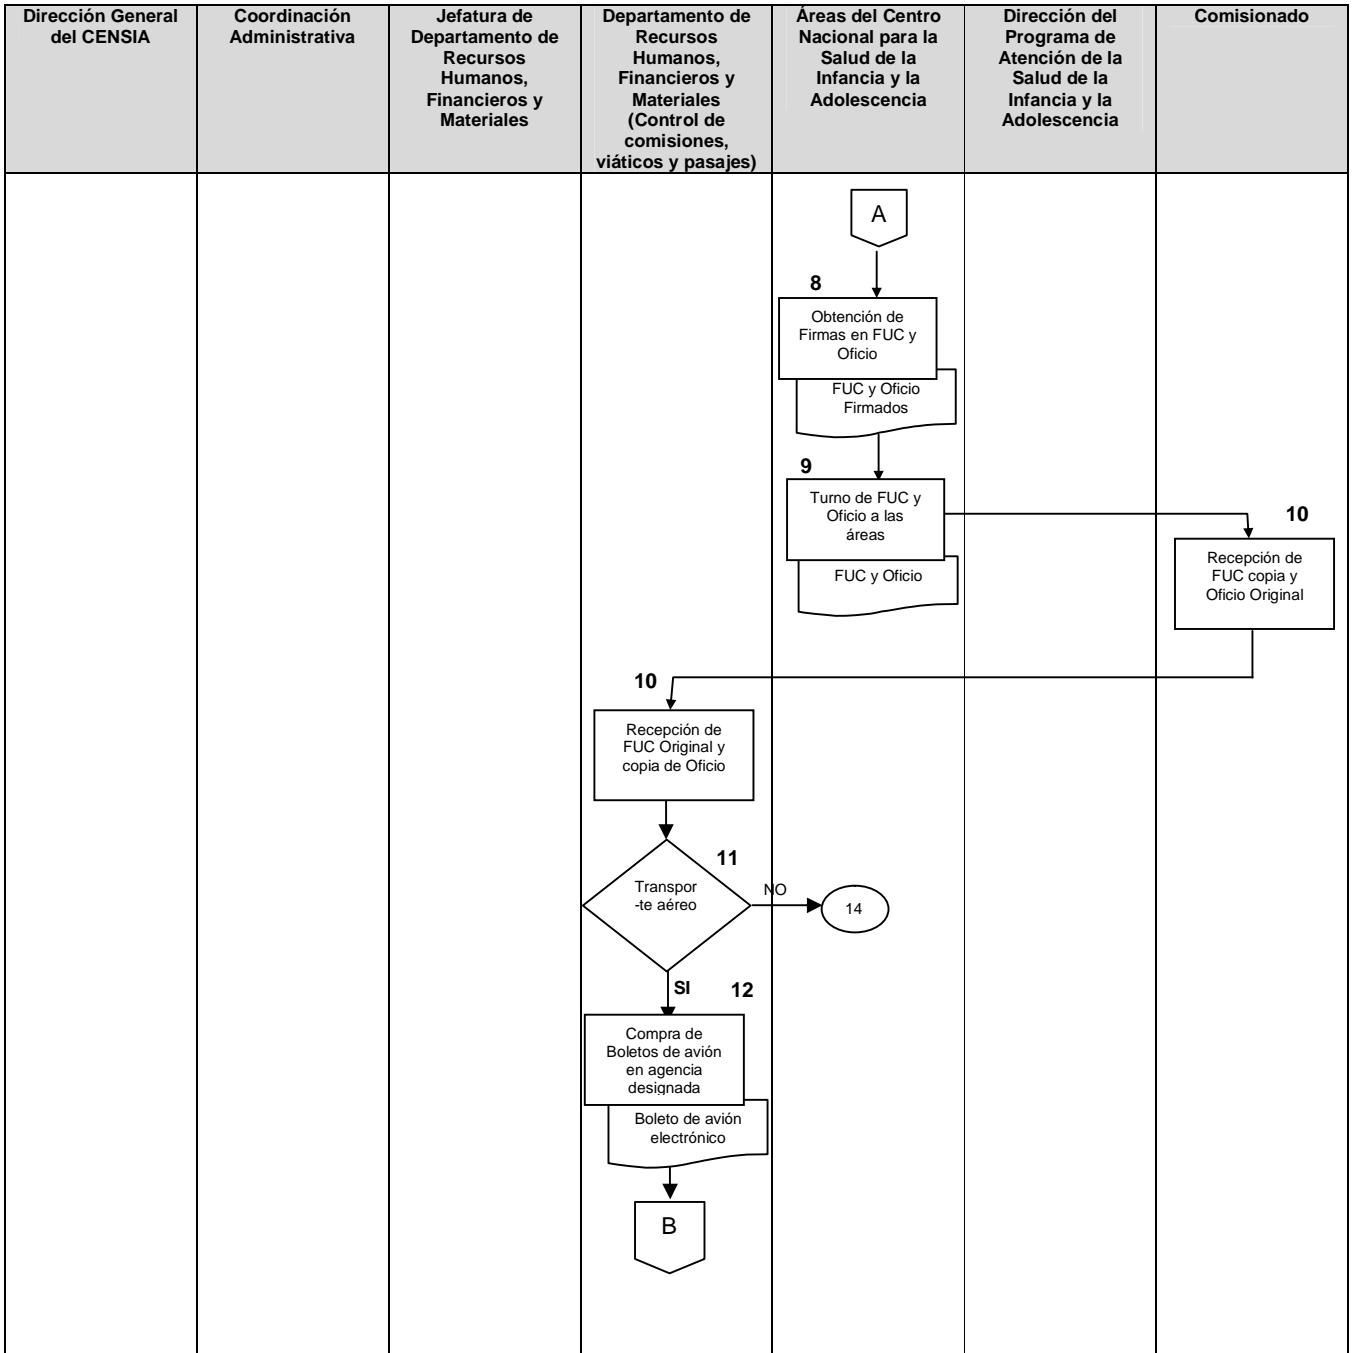 Dirección General
del CENSIA
Coordinación
Administrativa
Jefatura de
Departamento de
Recursos
Humanos,
Financieros y
Materiales
Departamento de
Recursos
Humanos,
Financieros y
Materiales
(Control de
comisiones,
viáticos y pasajes)
Áreas del Centro
Nacional para la
Salud de la
Infancia y la
Adolescencia
Dirección del
Programa de
Atención de la
Salud de la
Infancia y la
Adolescencia
Comisionado
A
8
Obtención de
Firmas en FUC y
Oficio
FUC y Oficio
Firmados
9
Turno de FUC y
Oficio a las
áreas
FUC y Oficio
10
Recepción de
FUC copia y
Oficio Original
10
Recepción de
FUC Original y
copia de Oficio
11
Transpor
-te aéreo
NO
14
SI
12
Compra de
Boletos de avión
en agencia
designada
Boleto de avión
electrónico
B